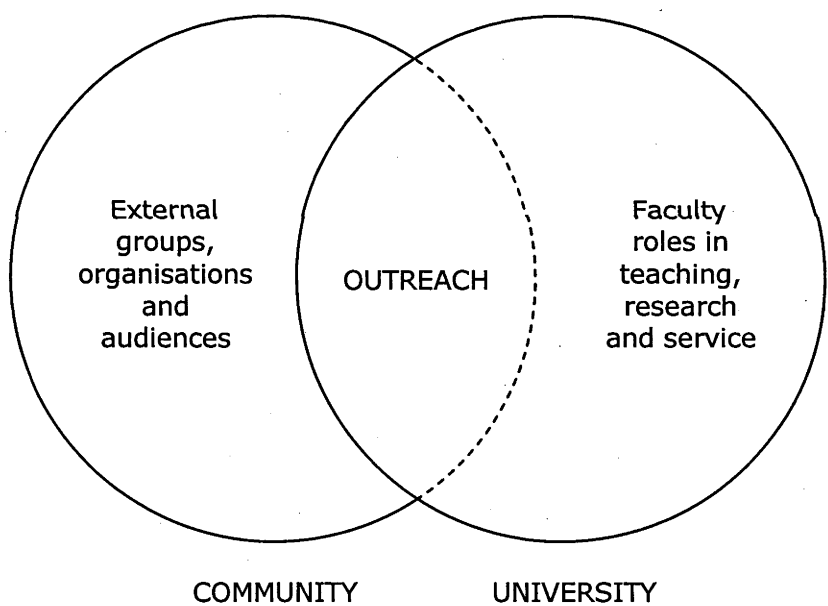 External
groups,
organisations
and
audiences
OUTREACH
Faculty
roles in
teaching,
research
and service
COMMUNITY
UNIVERSITY